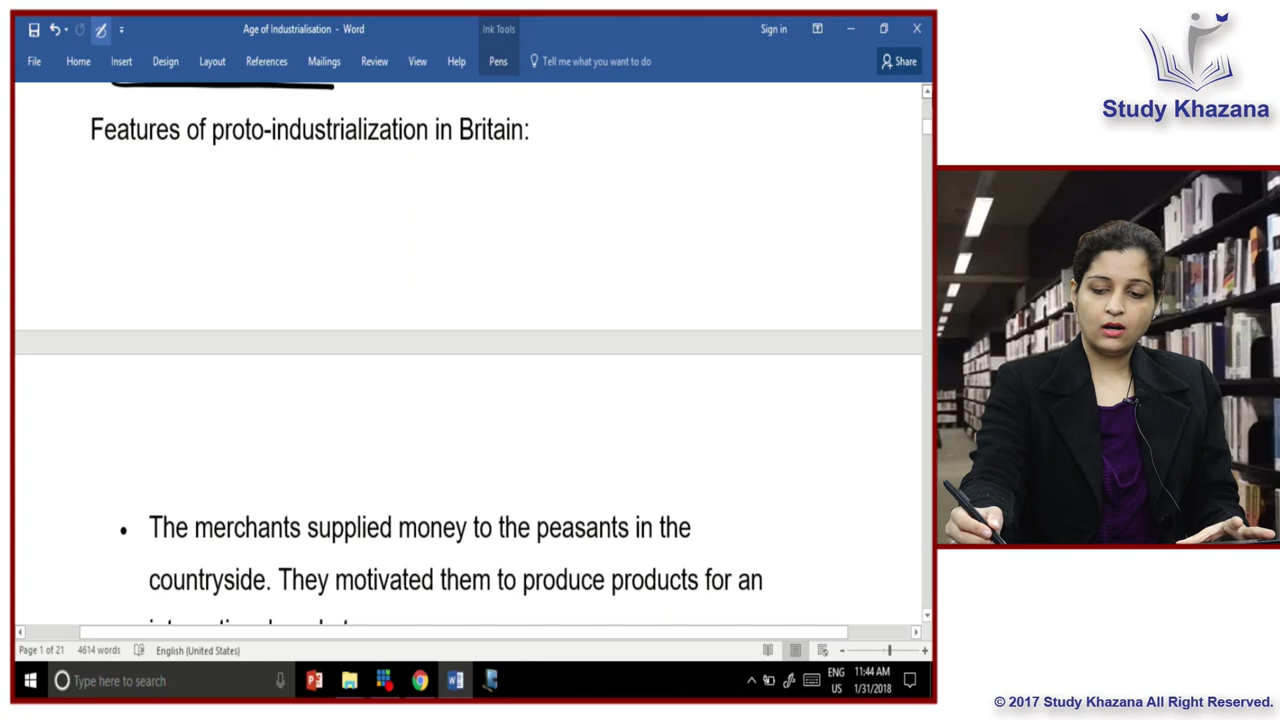 Age of Industrialisation - Word
Ink Tools
Sign in
File Home Insert Design Layout References Mailings Review View Help Pens Tell me what you want to do Share
Features of proto-industrialization in Britain:
• The merchants supplied money to the peasants in the
countryside. They motivated them to produce products for an
Page 1 of 21 4614 words English (United States)
Type here to search
ENG
US
11:44 AM
1/31/2018
Study Khazana
© 2017 Study Khazana All Right Reserved.